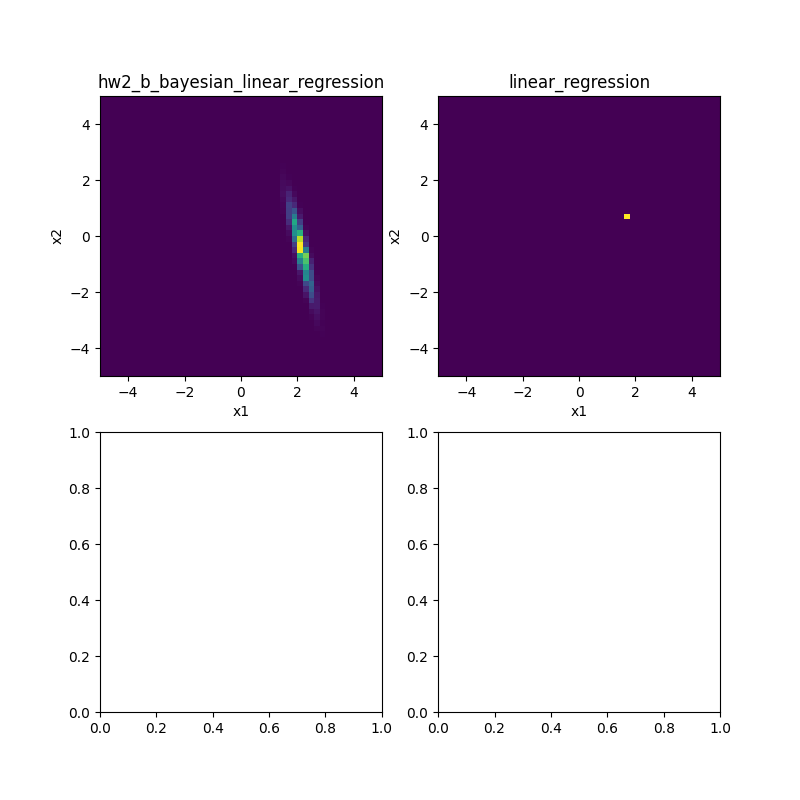 hw2_b_bayesian_linear_regression linear_regression
4 4
2 2
x2 0 x2 0
−2 −2
−4 −4
−4 −2 0 2 4 −4 −2 0 2 4
x1 x1
1.0 1.0
0.8 0.8
0.6 0.6
0.4 0.4
0.2 0.2
0.0 0.0
0.0 0.2 0.4 0.6 0.8 1.0 0.0 0.2 0.4 0.6 0.8 1.0